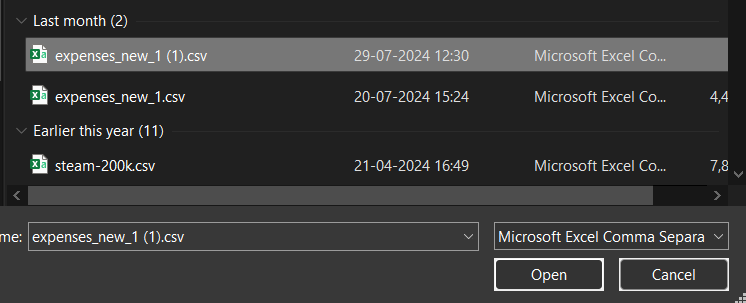 Last month (2)
expenses_new_1 (1).csv 29-07-2024 12:30 Microsoft Excel Co...
expenses_new_1.csv 20-07-2024 15:24 Microsoft Excel Co... 4,4
Earlier this year (11)
steam-200k.csv 21-04-2024 16:49 Microsoft Excel Co... 7,8
me: expenses_new_1 (1).csv Microsoft Excel Comma Separa
Open Cancel